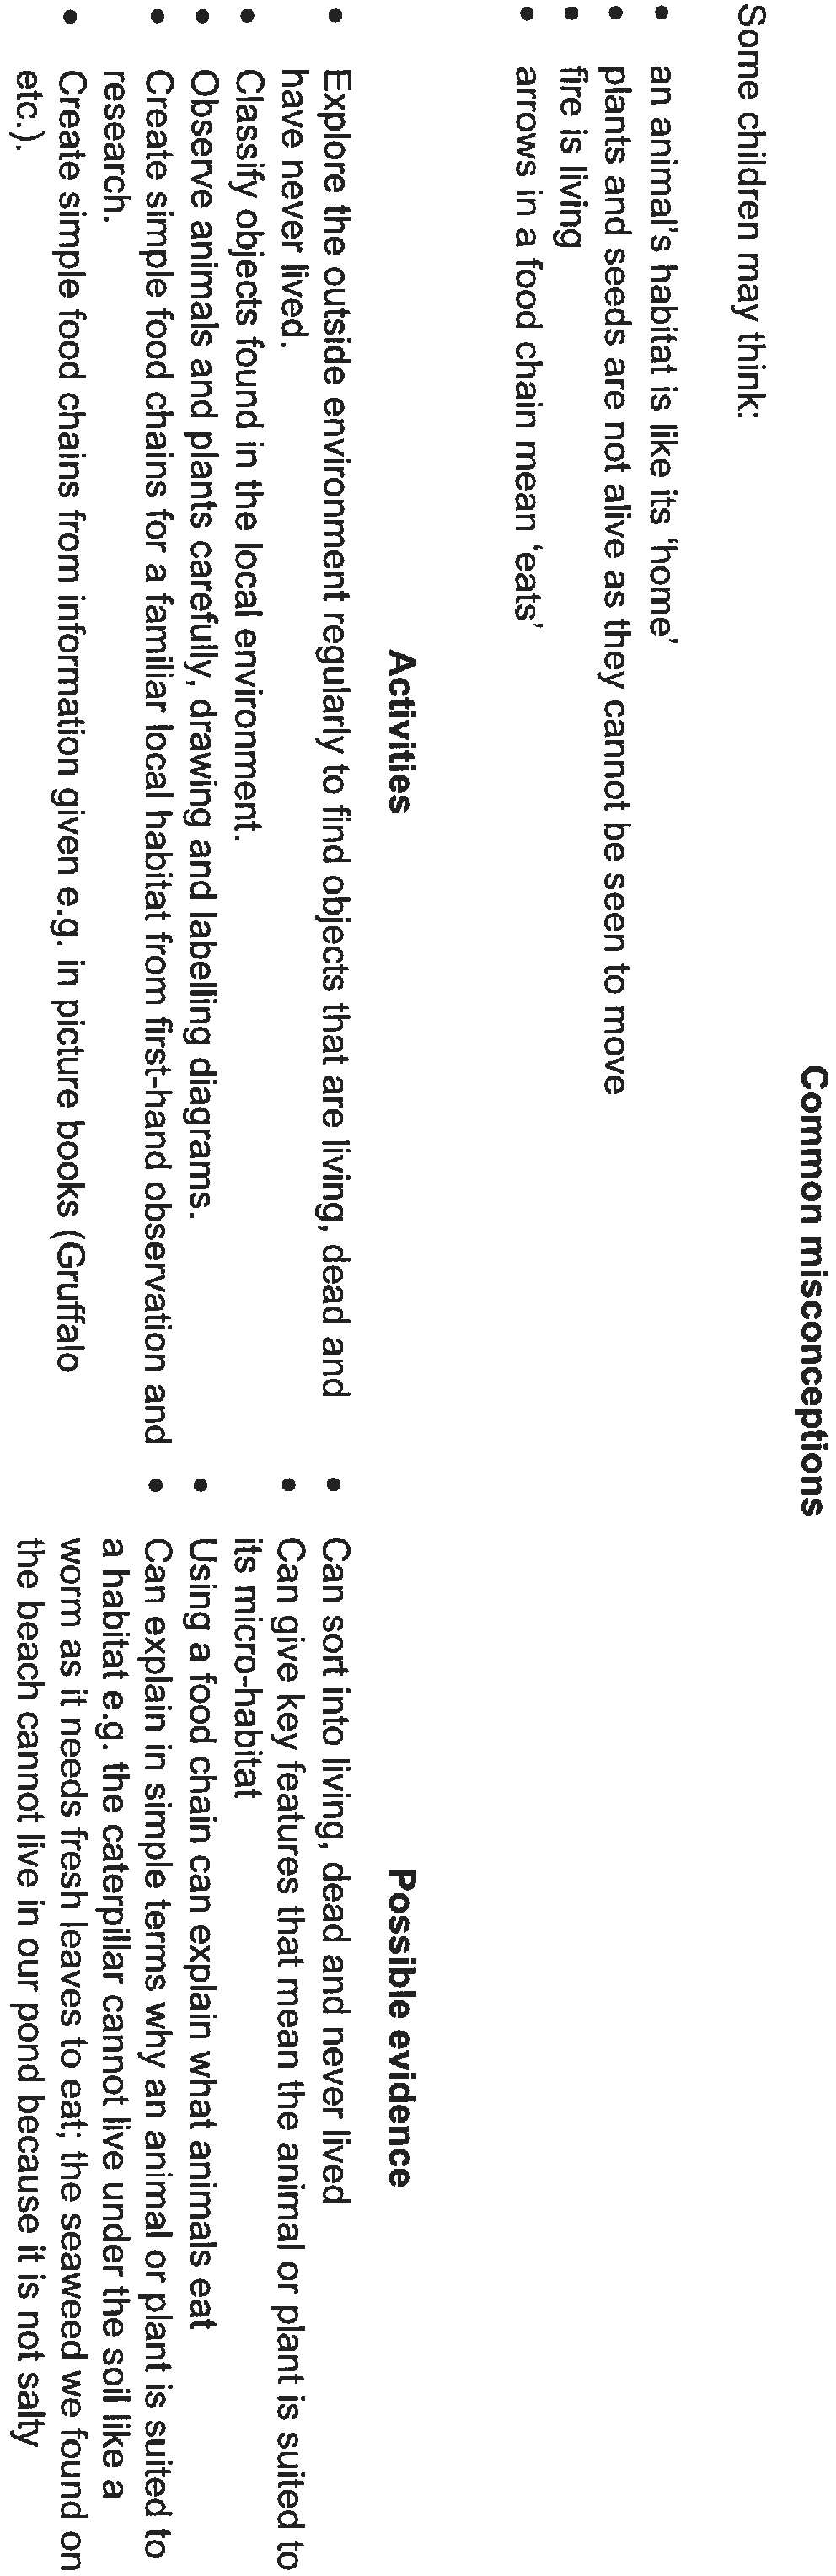 Common misconceptions
Some children may think:
• an animal's habitat is like its 'home'
• plants and seeds are not alive as they cannot be seen to move
• fire is living
• arrows in a food chain mean 'eats'
Activities
• Explore the outside environment regularly to find objects that are living, dead and
have never lived.
• Classify objects found in the local environment.
• Observe animals and plants carefully, drawing and labelling diagrams.
• Create simple food chains for a familiar local habitat from first-hand observation and
research.
• Create simple food chains from information given e.g. in picture books (Gruffalo
etc.).
Possible evidence
• Can sort into living, dead and never lived
• Can give key features that mean the animal or plant is suited to
its micro-habitat
• Using a food chain can explain what animals eat
• Can explain in simple terms why an animal or plant is suited to
a habitat e.g. the caterpillar cannot live under the soil like a
worm as it needs fresh leaves to eat; the seaweed we found on
the beach cannot live in our pond because it is not salty